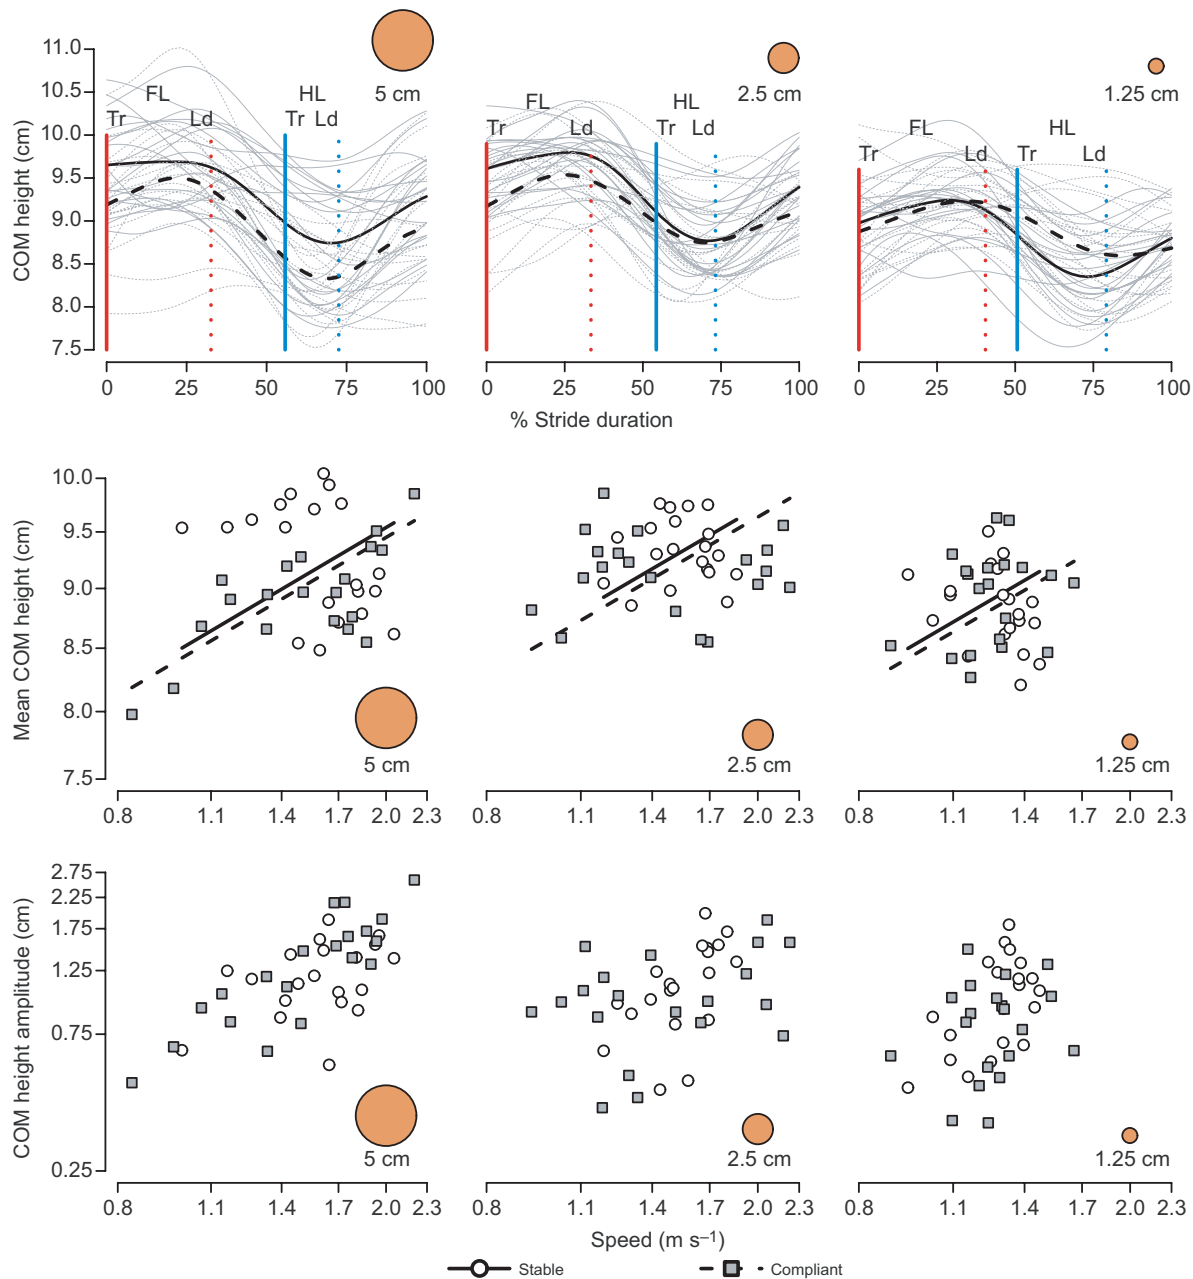 COM height (cm)
11.0
10.5
10.0
9.5
9.0
8.5
8.0
7.5
5 cm
FL
HL
Tr
Ld
Tr
Ld
0
25
50
75
100
2.5 cm
FL
HL
Tr
Ld
Tr
Ld
0
25
50
75
100
1.25 cm
FL
HL
Tr
Ld
Tr
Ld
0
25
50
75
100
% Stride duration
Mean COM height (cm)
10.0
9.5
9.0
8.5
8.0
7.5
5 cm
2.5 cm
1.25 cm
0.8 1.1 1.4 1.7 2.0 2.3
0.8 1.1 1.4 1.7 2.0 2.3
0.8 1.1 1.4 1.7 2.0 2.3
COM height amplitude (cm)
2.75
2.25
1.75
1.25
0.75
0.25
5 cm
2.5 cm
1.25 cm
0.8 1.1 1.4 1.7 2.0 2.3
0.8 1.1 1.4 1.7 2.0 2.3
0.8 1.1 1.4 1.7 2.0 2.3
Speed (m s⁻¹)
Stable
Compliant